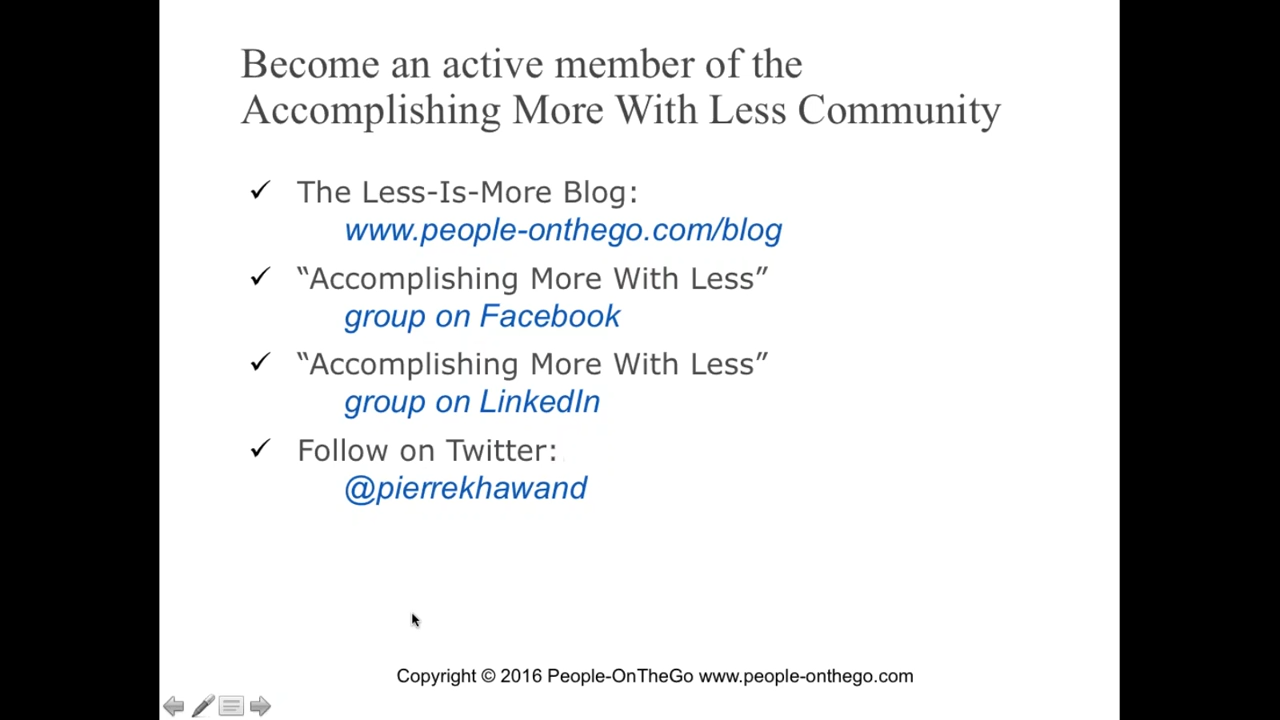 Become an active member of the
Accomplishing More With Less Community
✓ The Less-Is-More Blog:
www.people-onthego.com/blog
✓ “Accomplishing More With Less”
group on Facebook
✓ “Accomplishing More With Less”
group on LinkedIn
✓ Follow on Twitter:
@pierrekhawand
Copyright © 2016 People-OnTheGo www.people-onthego.com